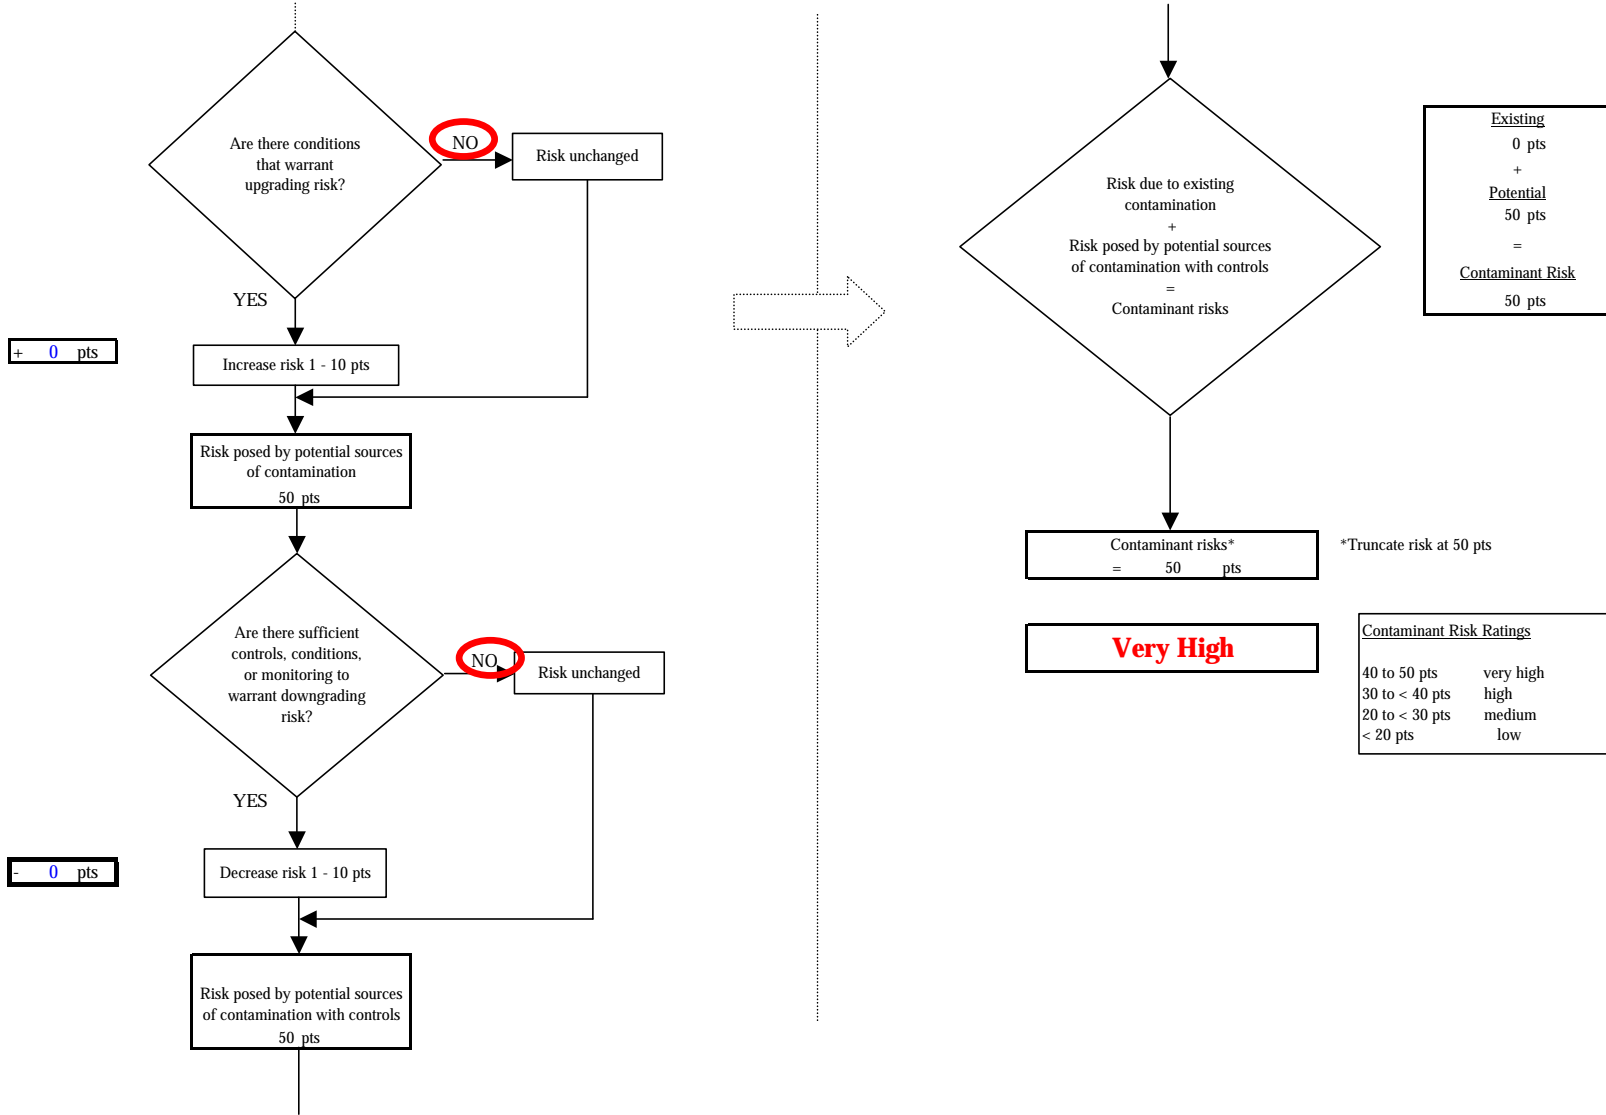 Are there conditions
that warrant
upgrading risk?
NO
Risk unchanged
YES
+ 0 pts
Increase risk 1 - 10 pts
Risk posed by potential sources
of contamination
50 pts
Are there sufficient
controls, conditions,
or monitoring to
warrant downgrading
risk?
NO
Risk unchanged
YES
- 0 pts
Decrease risk 1 - 10 pts
Risk posed by potential sources
of contamination with controls
50 pts
Risk due to existing
contamination
+
Risk posed by potential sources
of contamination with controls
=
Contaminant risks
Existing
0 pts
+
Potential
50 pts
=
Contaminant Risk
50 pts
Contaminant risks*
= 50 pts
*Truncate risk at 50 pts
Very High
Contaminant Risk Ratings
40 to 50 pts very high
30 to < 40 pts high
20 to < 30 pts medium
< 20 pts low